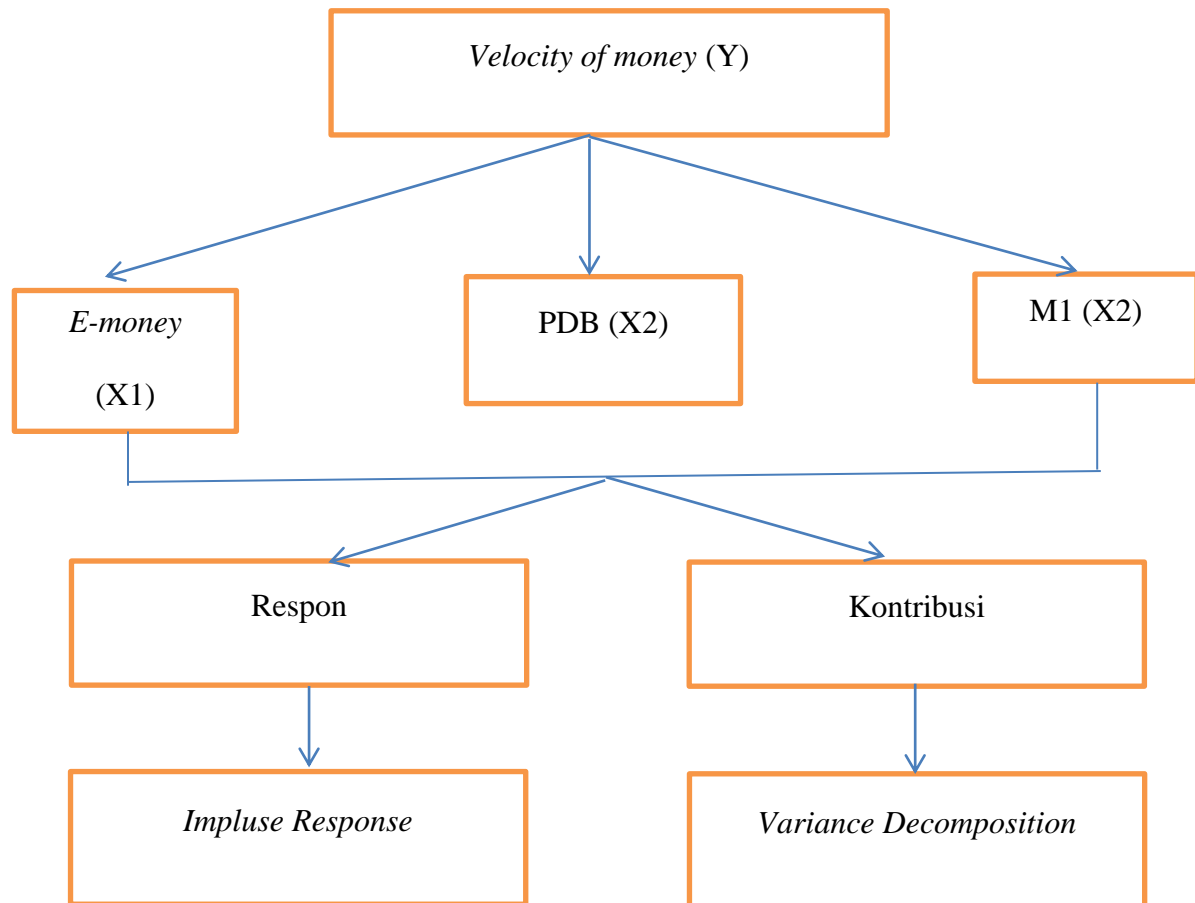 Velocity of money (Y)
E-money
(X1)
PDB (X2)
M1 (X2)
Respon
Kontribusi
Impluse Response
Variance Decomposition